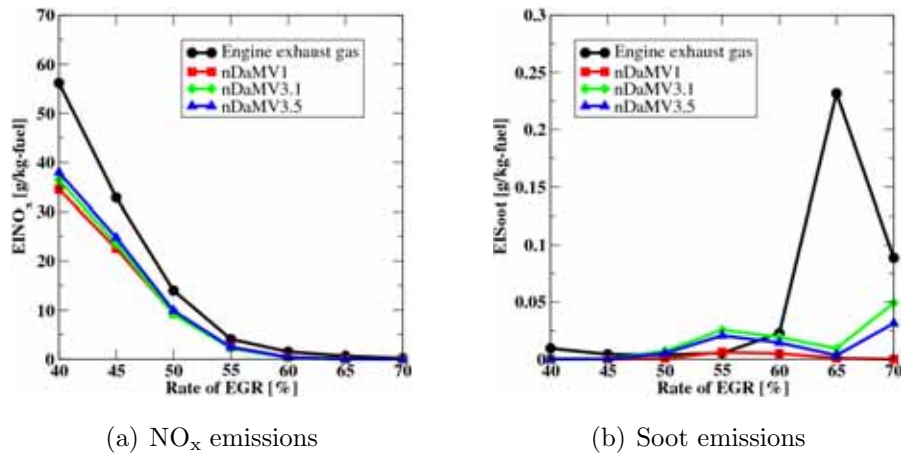 70
60
50
40
30
20
10
0
EINOx [g/kg-fuel]
Engine exhaust gas
nDaMV1
nDaMV3.1
nDaMV3.5
40 45 50 55 60 65 70
Rate of EGR [%]
(a) NOx emissions
0.3
0.25
0.2
0.15
0.1
0.05
0
EISoot [g/kg-fuel]
Engine exhaust gas
nDaMV1
nDaMV3.1
nDaMV3.5
40 45 50 55 60 65 70
Rate of EGR [%]
(b) Soot emissions